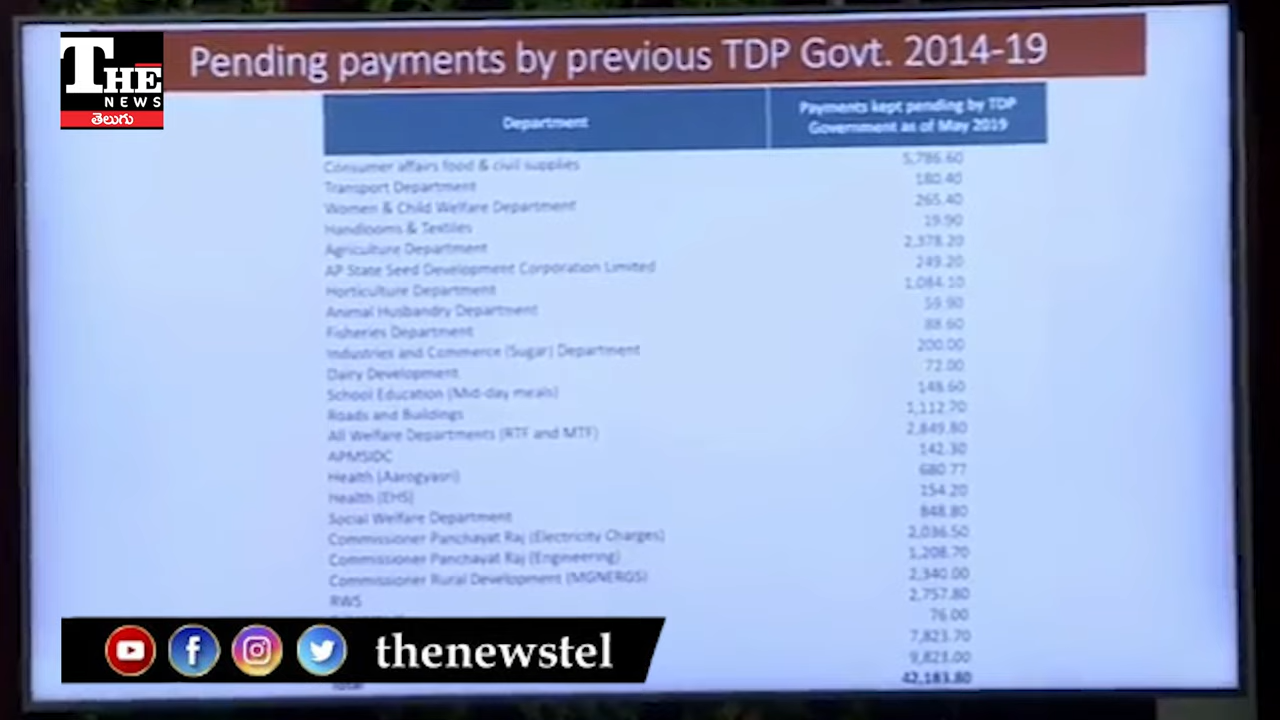 THE
NEWS
తెలుగు
Pending payments by previous TDP Govt. 2014-19
Department
Payments kept pending by TDP
Government as of May 2019
Consumer affairs food & civil supplies 5,786.60
Transport Department 180.40
Women & Child Welfare Department 265.40
Handlooms & Textiles 19.90
Agriculture Department 2,378.20
AP State Seed Development Corporation Limited 249.20
Horticulture Department 1,084.10
Animal Husbandry Department 59.90
Fisheries Department 88.60
Industries and Commerce (Sugar) Department 200.00
Dairy Development 72.00
School Education (Mid-day meals) 148.60
Roads and Buildings 1,112.70
All Welfare Departments (RTF and MTF) 2,849.80
APMSIDC 142.30
Health (Aarogyasri) 680.77
Health (EHS) 154.20
Social Welfare Department 848.80
Commissioner Panchayat Raj (Electricity Charges) 2,036.50
Commissioner Panchayat Raj (Engineering) 1,208.70
Commissioner Rural Development (MGNERGS) 2,340.00
RWS 2,757.80
76.00
7,823.70
9,823.00
Total 42,183.80
thenewstel